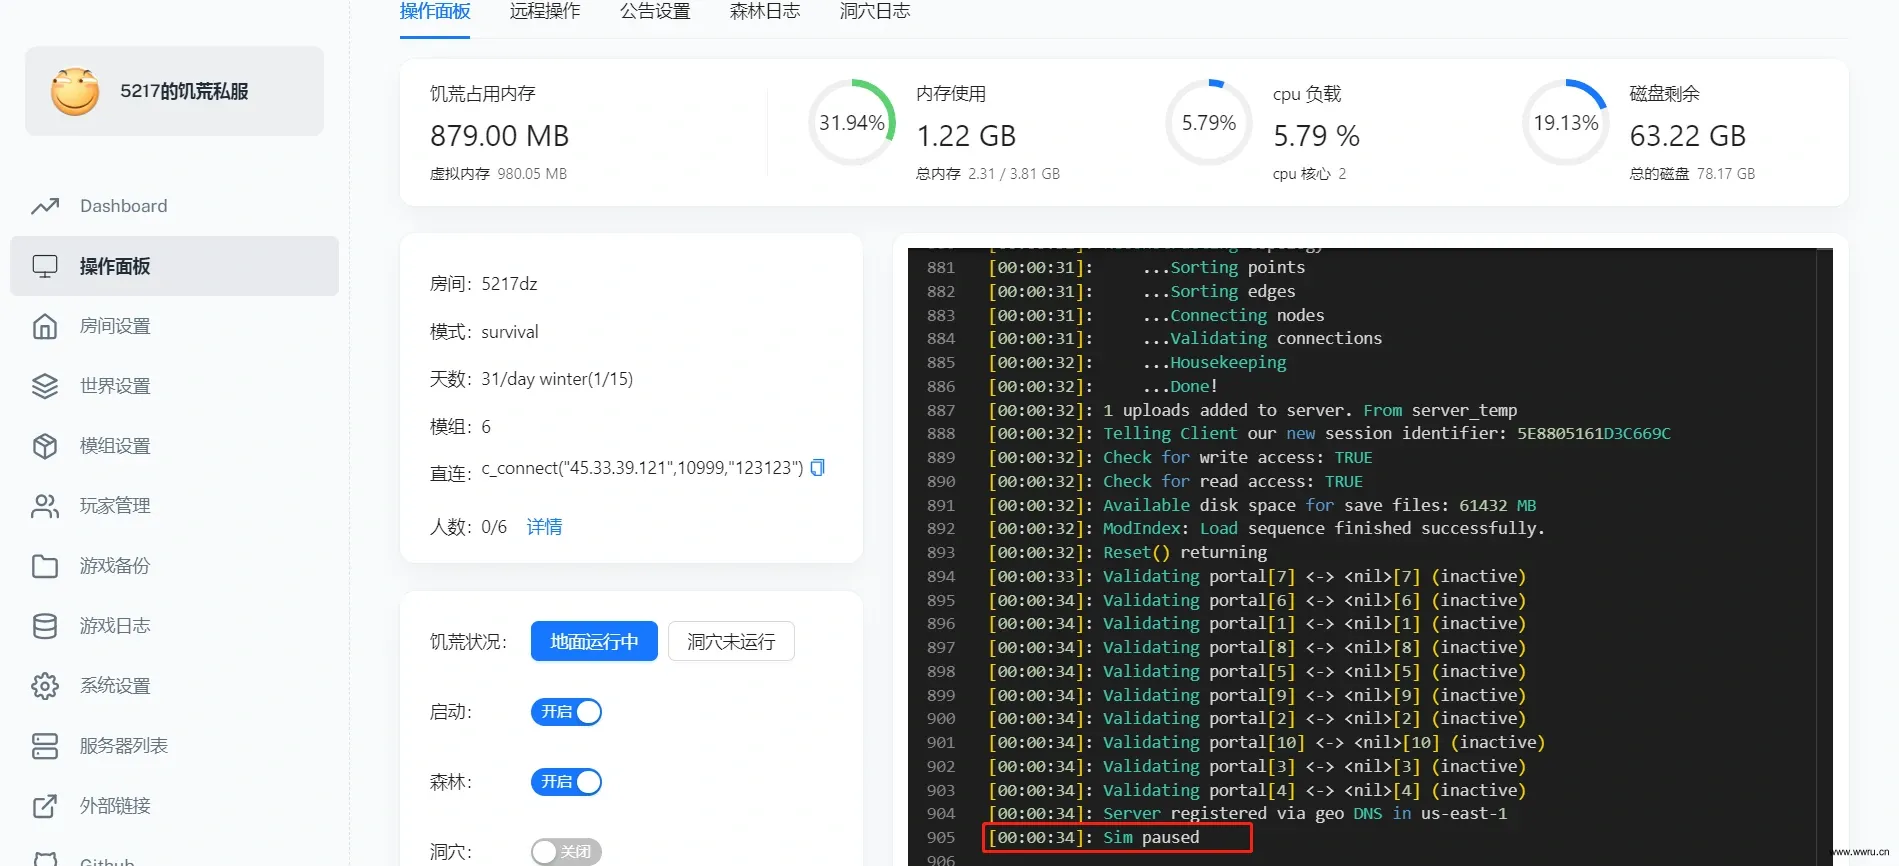 操作面板 远程操作 公告设置 森林日志 洞穴日志
5217的饥荒私服
Dashboard
操作面板
房间设置
世界设置
模组设置
玩家管理
游戏备份
游戏日志
系统设置
服务器列表
外部链接
Github
饥荒占用内存
879.00 MB
虚拟内存 980.05 MB
31.94%
内存使用
1.22 GB
总内存 2.31 / 3.81 GB
5.79%
cpu 负载
5.79 %
cpu 核心 2
19.13%
磁盘剩余
63.22 GB
总的磁盘 78.17 GB
房间: 5217dz
模式: survival
天数: 31/day winter(1/15)
模组: 6
直连: c_connect("45.33.39.121",10999,"123123")
人数: 0/6 详情
饥荒状况: 地面运行中 洞穴未运行
启动: 开启
森林: 开启
洞穴: 关闭
881 [00:00:31]: ...Sorting points
882 [00:00:31]: ...Sorting edges
883 [00:00:31]: ...Connecting nodes
884 [00:00:31]: ...Validating connections
885 [00:00:32]: ...Housekeeping
886 [00:00:32]: ...Done!
887 [00:00:32]: 1 uploads added to server. From server_temp
888 [00:00:32]: Telling Client our new session identifier: 5E8805161D3C669C
889 [00:00:32]: Check for write access: TRUE
890 [00:00:32]: Check for read access: TRUE
891 [00:00:32]: Available disk space for save files: 61432 MB
892 [00:00:32]: ModIndex: Load sequence finished successfully.
893 [00:00:32]: Reset() returning
894 [00:00:33]: Validating portal[7] <-> <nil>[7] (inactive)
895 [00:00:34]: Validating portal[6] <-> <nil>[6] (inactive)
896 [00:00:34]: Validating portal[1] <-> <nil>[1] (inactive)
897 [00:00:34]: Validating portal[8] <-> <nil>[8] (inactive)
898 [00:00:34]: Validating portal[5] <-> <nil>[5] (inactive)
899 [00:00:34]: Validating portal[9] <-> <nil>[9] (inactive)
900 [00:00:34]: Validating portal[2] <-> <nil>[2] (inactive)
901 [00:00:34]: Validating portal[10] <-> <nil>[10] (inactive)
902 [00:00:34]: Validating portal[3] <-> <nil>[3] (inactive)
903 [00:00:34]: Validating portal[4] <-> <nil>[4] (inactive)
904 [00:00:34]: Server registered via geo DNS in us-east-1
905 [00:00:34]: Sim paused
906
www.wwru.cn